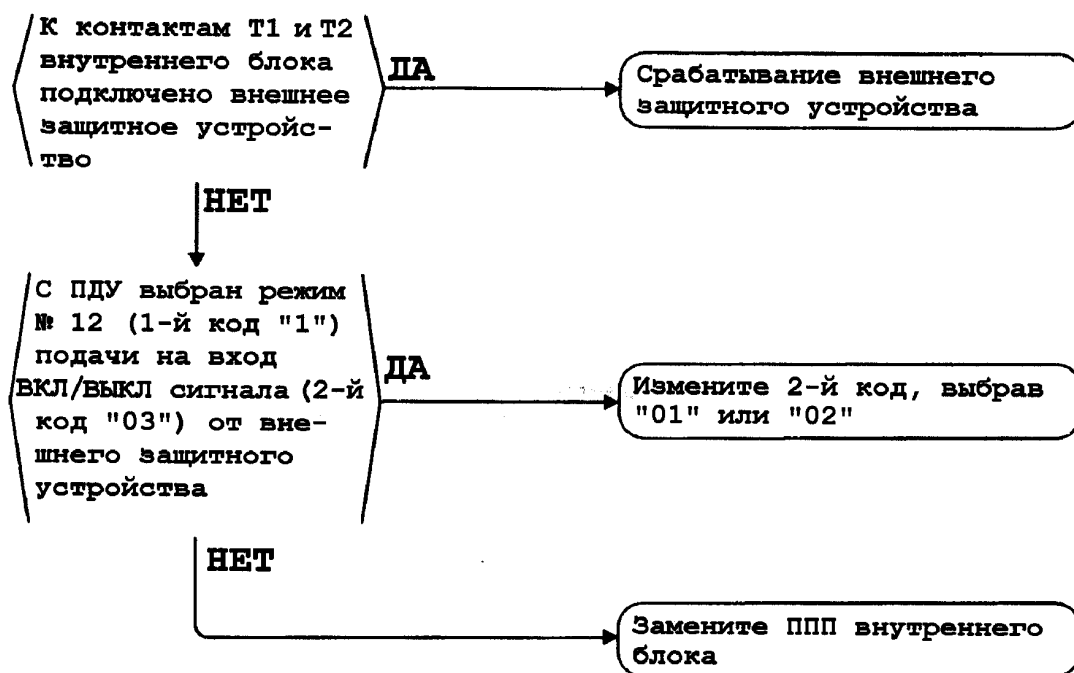 К контактам Т1 и Т2
внутреннего блока
подключено внешнее
защитное устройс-
тво
ДА
Срабатывание внешнего
защитного устройства
НЕТ
С ПДУ выбран режим
№ 12 (1-й код "1")
подачи на вход
ВКЛ/ВЫКЛ сигнала (2-й
код "03") от вне-
шнего защитного
устройства
ДА
Измените 2-й код, выбрав
"01" или "02"
НЕТ
Замените ППП внутреннего
блока